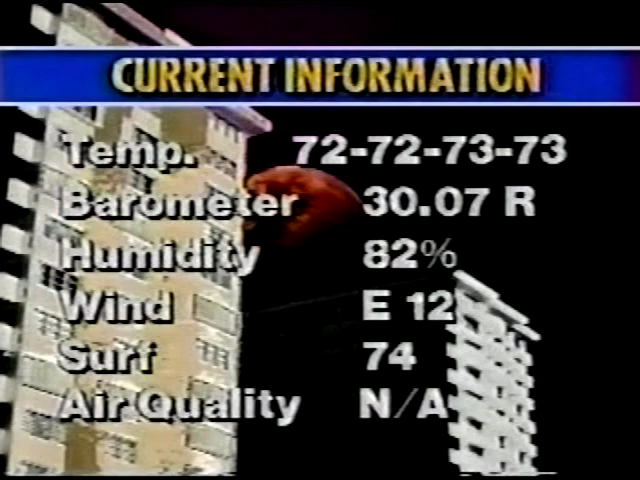 CURRENT INFORMATION
Temp. 72-72-73-73
Barometer 30.07 R
Humidity 82%
Wind E 12
Surf 74
Air Quality N/A